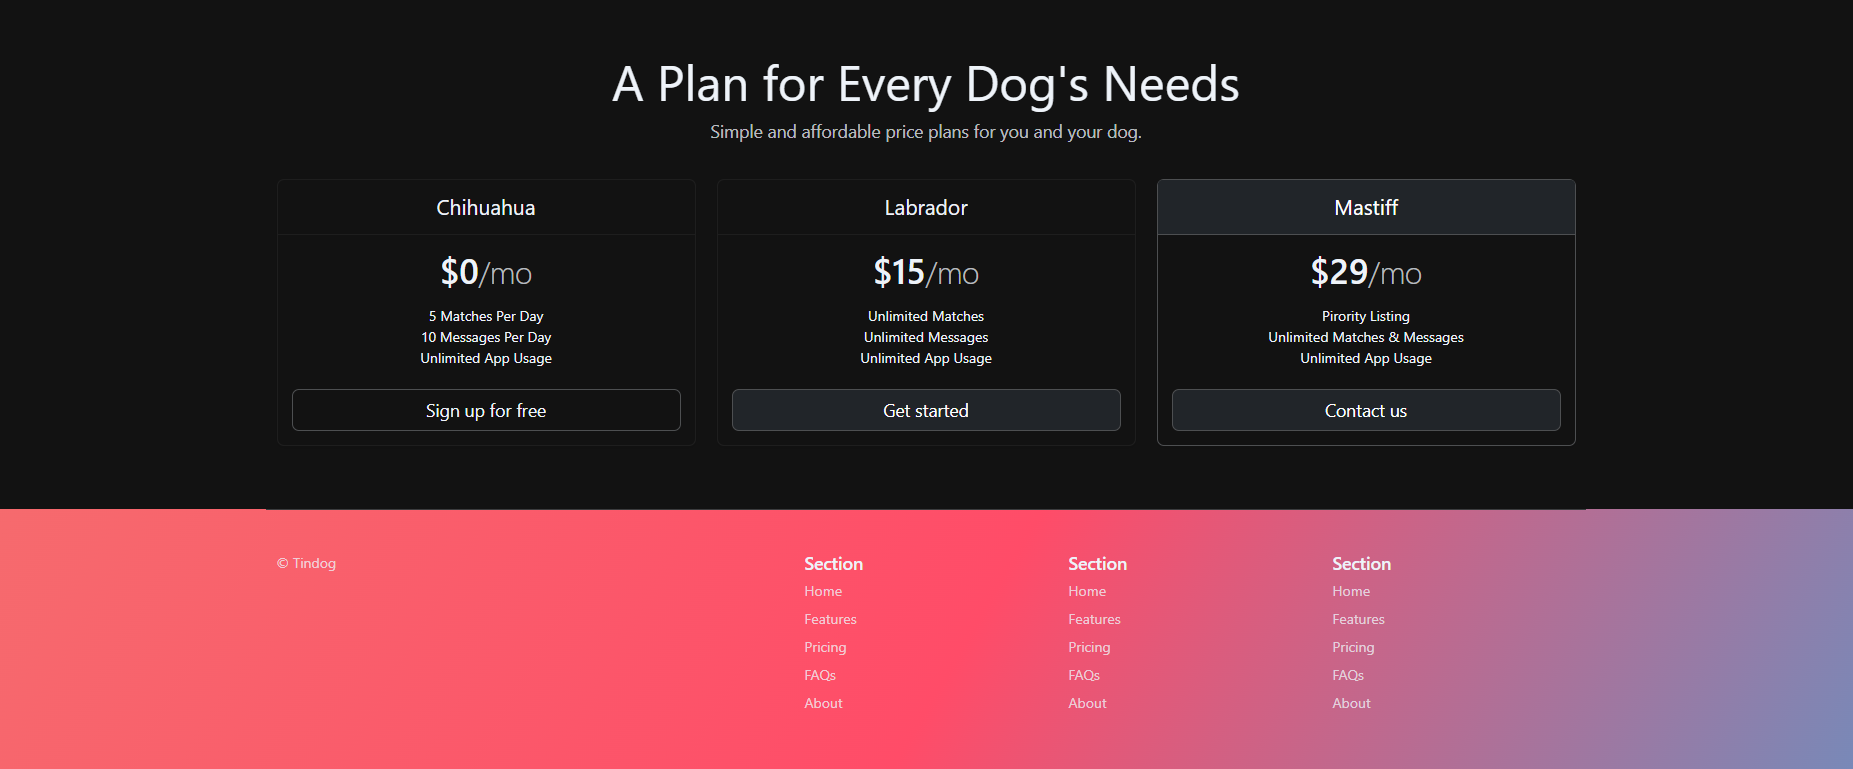 A Plan for Every Dog's Needs
Simple and affordable price plans for you and your dog.
Chihuahua
$0/mo
5 Matches Per Day
10 Messages Per Day
Unlimited App Usage
Sign up for free
Labrador
$15/mo
Unlimited Matches
Unlimited Messages
Unlimited App Usage
Get started
Mastiff
$29/mo
Pirority Listing
Unlimited Matches & Messages
Unlimited App Usage
Contact us
© Tindog
Section
Home
Features
Pricing
FAQs
About
Section
Home
Features
Pricing
FAQs
About
Section
Home
Features
Pricing
FAQs
About